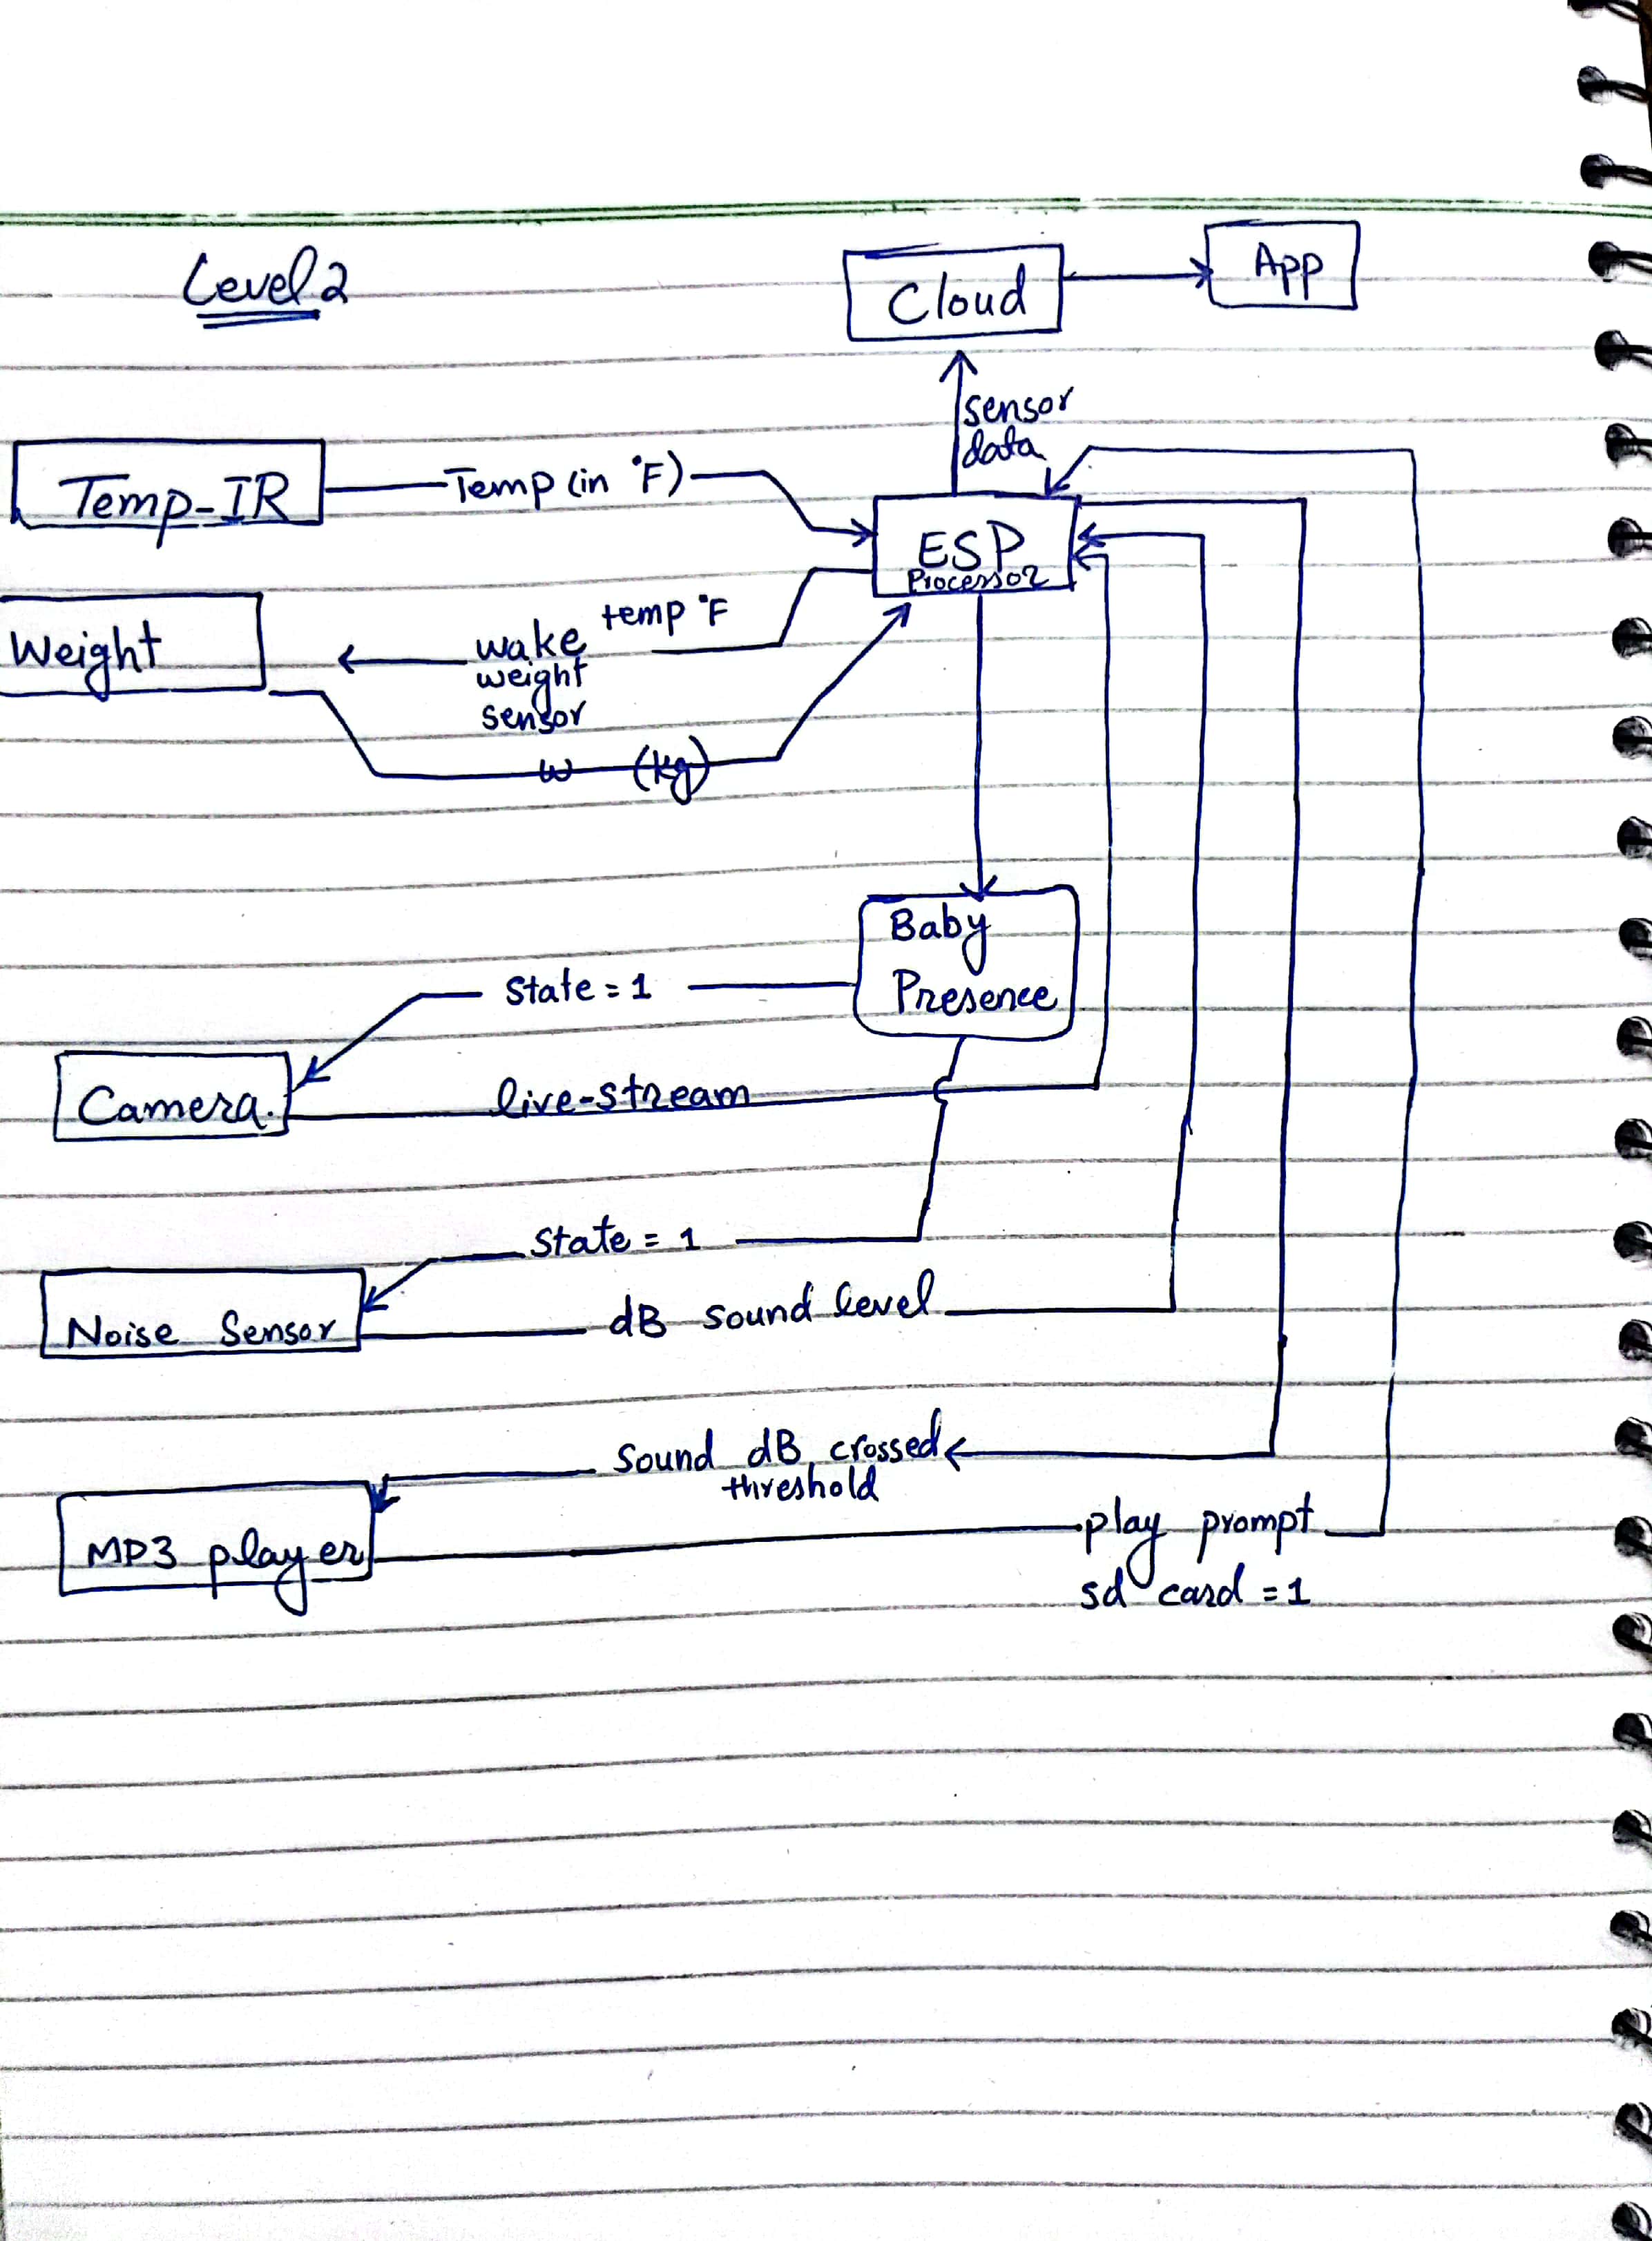 Level 2
Cloud
App
sensor
data
Temp-IR
Temp (in °F)
ESP
Processor
Weight
temp °F
wake
weight
sensor
w (kg)
Baby
Presence
State = 1
Camera.
live-stream
State = 1
Noise Sensor
dB sound level
Sound dB crossed
threshold
MP3 player
play prompt
sd card = 1